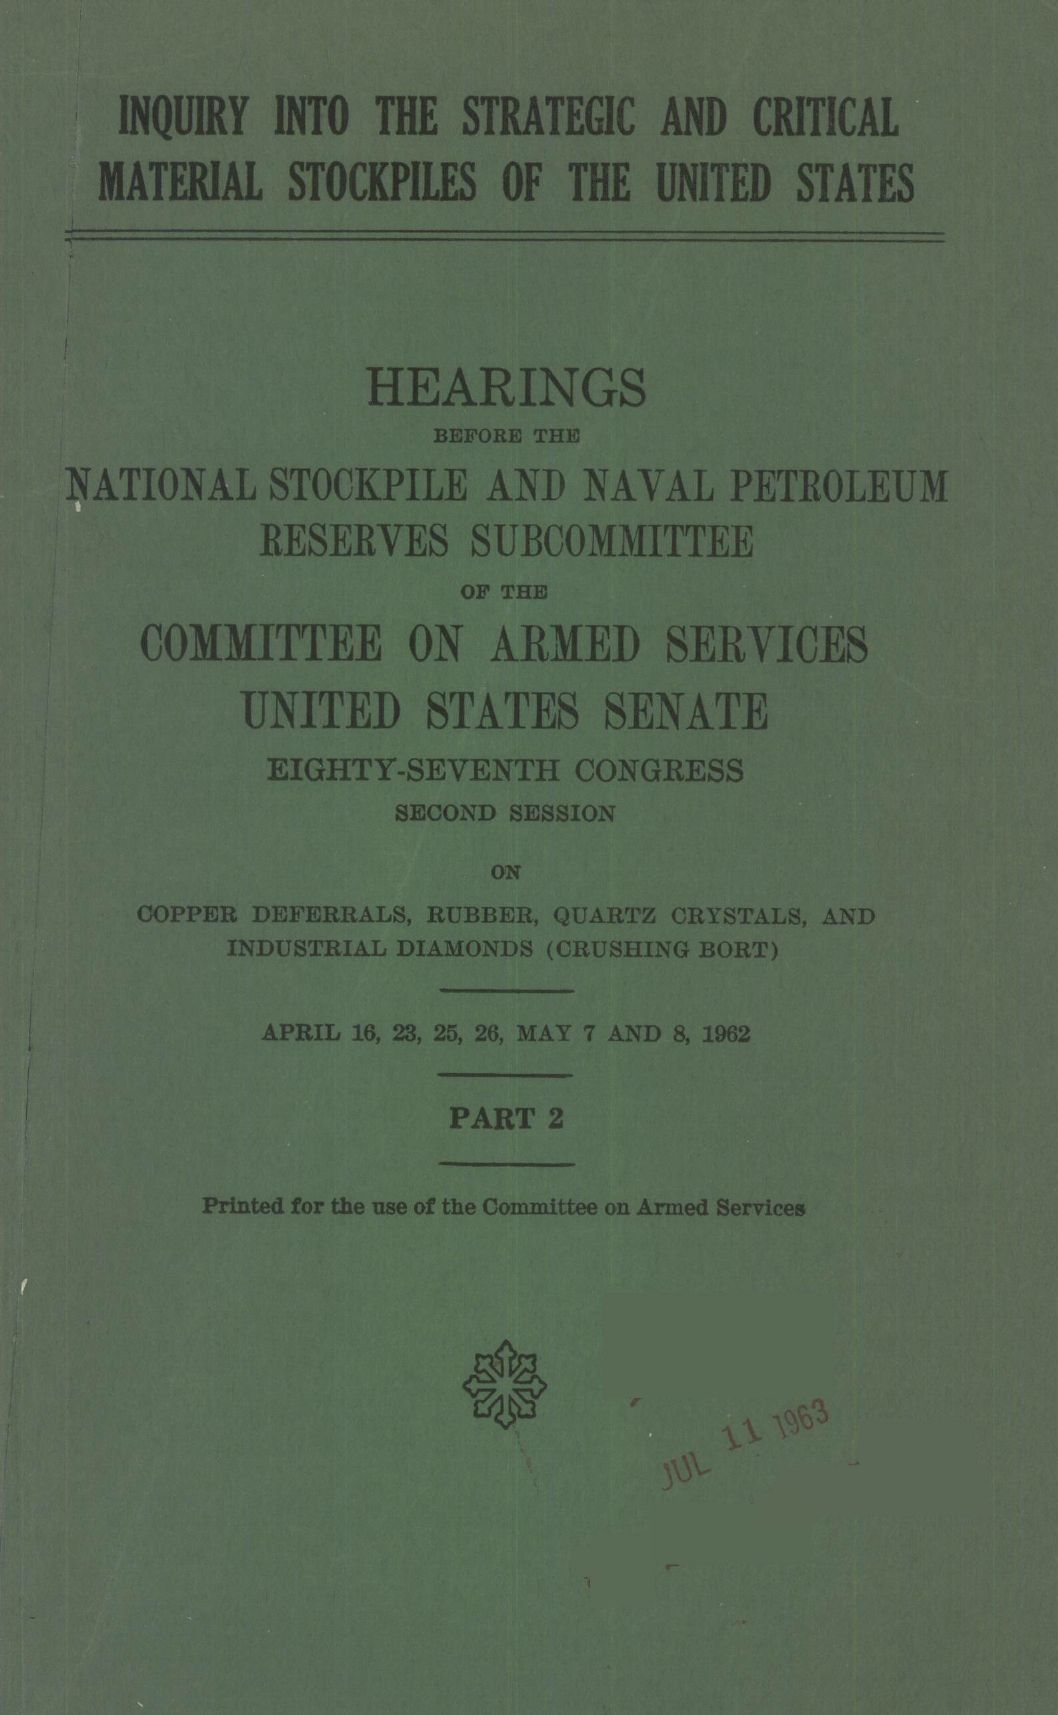 INQUIRY INTO THE STRATEGIC AND CRITICAL
MATERIAL STOCKPILES OF THE UNITED STATES
HEARINGS
BEFORE THE
NATIONAL STOCKPILE AND NAVAL PETROLEUM
RESERVES SUBCOMMITTEE
OF THE
COMMITTEE ON ARMED SERVICES
UNITED STATES SENATE
EIGHTY-SEVENTH CONGRESS
SECOND SESSION
ON
COPPER DEFERRALS, RUBBER, QUARTZ CRYSTALS, AND
INDUSTRIAL DIAMONDS (CRUSHING BORT)
APRIL 16, 23, 25, 26, MAY 7 AND 8, 1962
PART 2
Printed for the use of the Committee on Armed Services
JUL 11 1963